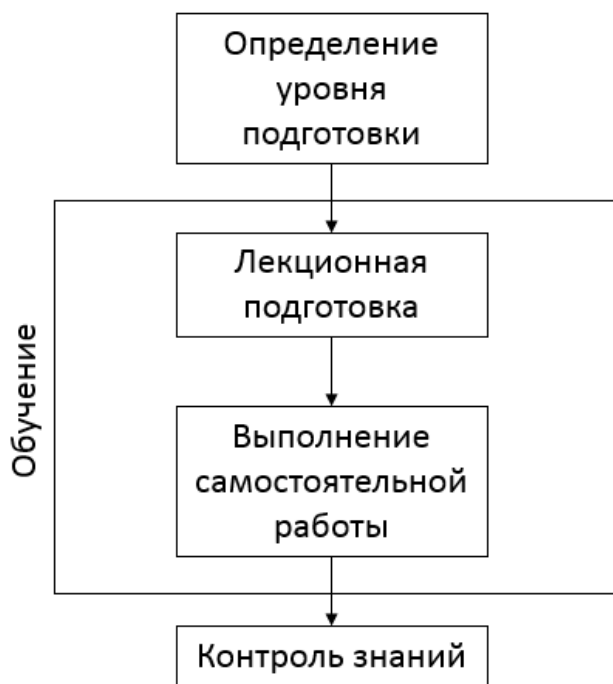 Определение
уровня
подготовки
Лекционная
подготовка
Обучение
Выполнение
самостоятельной
работы
Контроль знаний